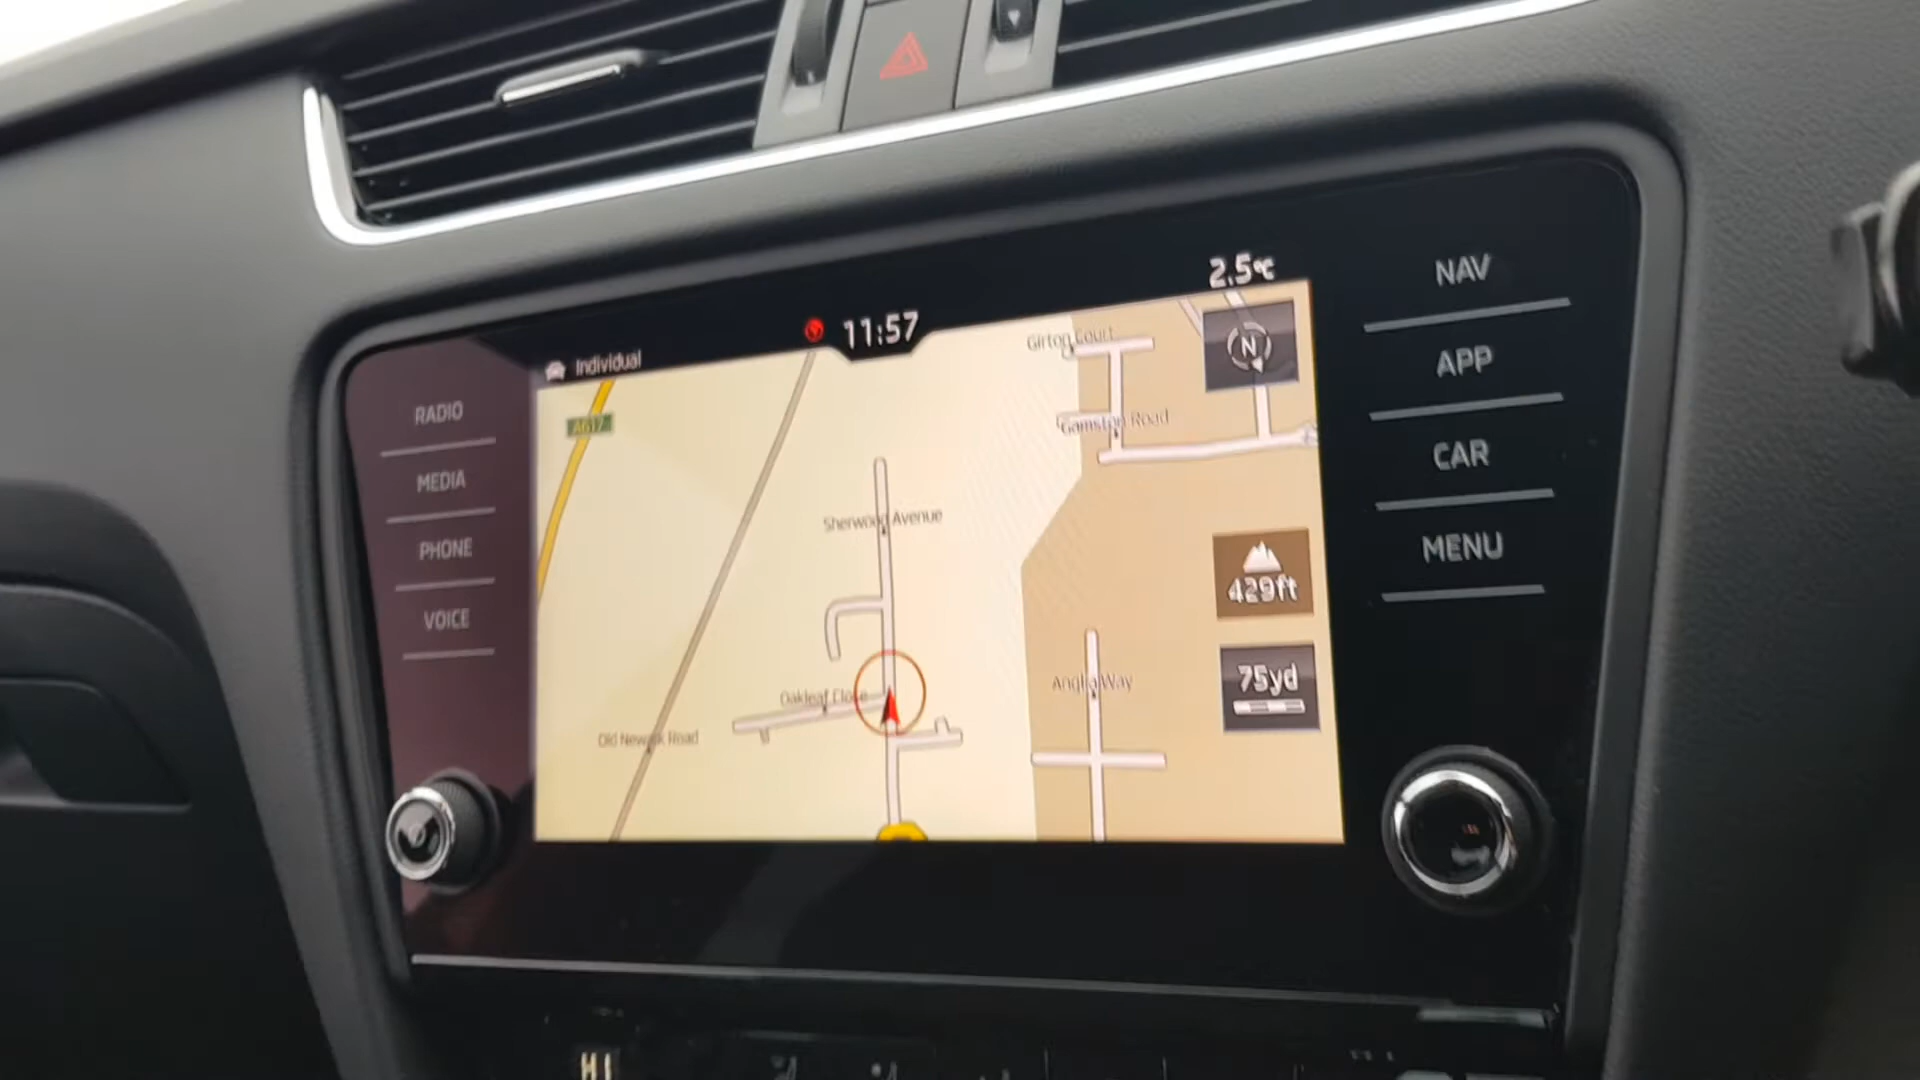 2.5°C
NAV
11:57
Individual
Girton Court
N
APP
RADIO
A617
Gamston Road
CAR
MEDIA
Sherwood Avenue
PHONE
429ft
MENU
VOICE
Oakleaf Close
Anglia Way
75yd
Old Newark Road
HI